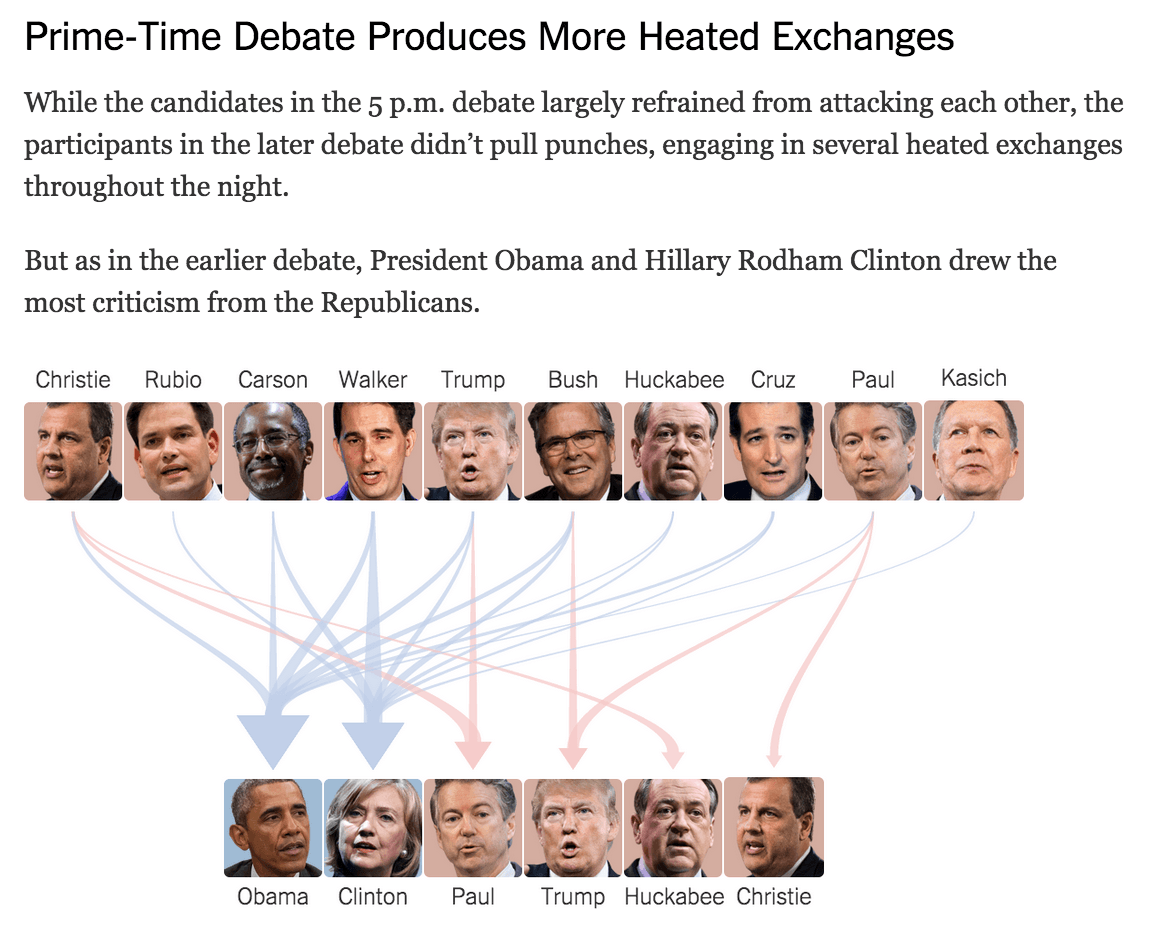 Prime-Time Debate Produces More Heated Exchanges
While the candidates in the 5 p.m. debate largely refrained from attacking each other, the
participants in the later debate didn’t pull punches, engaging in several heated exchanges
throughout the night.
But as in the earlier debate, President Obama and Hillary Rodham Clinton drew the
most criticism from the Republicans.
Christie Rubio Carson Walker Trump Bush Huckabee Cruz Paul Kasich
Obama Clinton Paul Trump Huckabee Christie